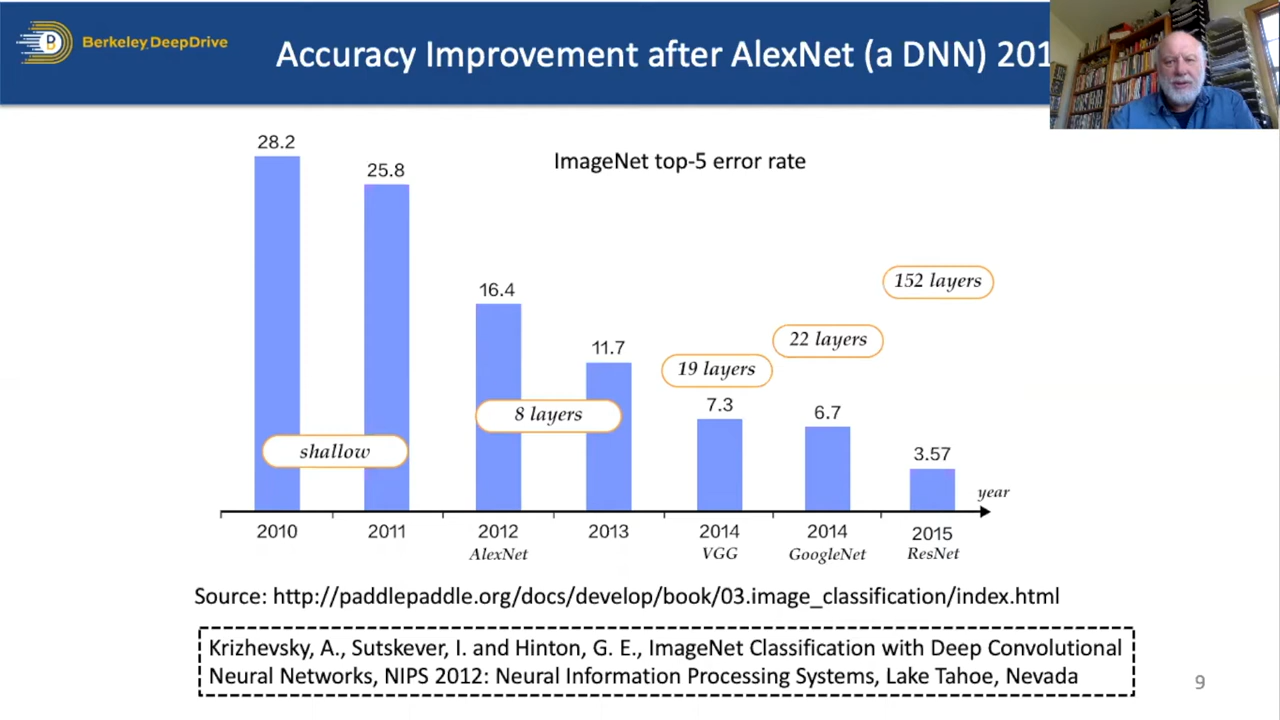 Berkeley DeepDrive
Accuracy Improvement after AlexNet (a DNN) 201
ImageNet top-5 error rate
28.2
25.8
16.4
11.7
7.3
6.7
3.57
152 layers
22 layers
19 layers
8 layers
shallow
year
2010
2011
2012
2013
2014
2014
2015
AlexNet
VGG
GoogleNet
ResNet
Source: http://paddlepaddle.org/docs/develop/book/03.image_classification/index.html
Krizhevsky, A., Sutskever, I. and Hinton, G. E., ImageNet Classification with Deep Convolutional
Neural Networks, NIPS 2012: Neural Information Processing Systems, Lake Tahoe, Nevada
9